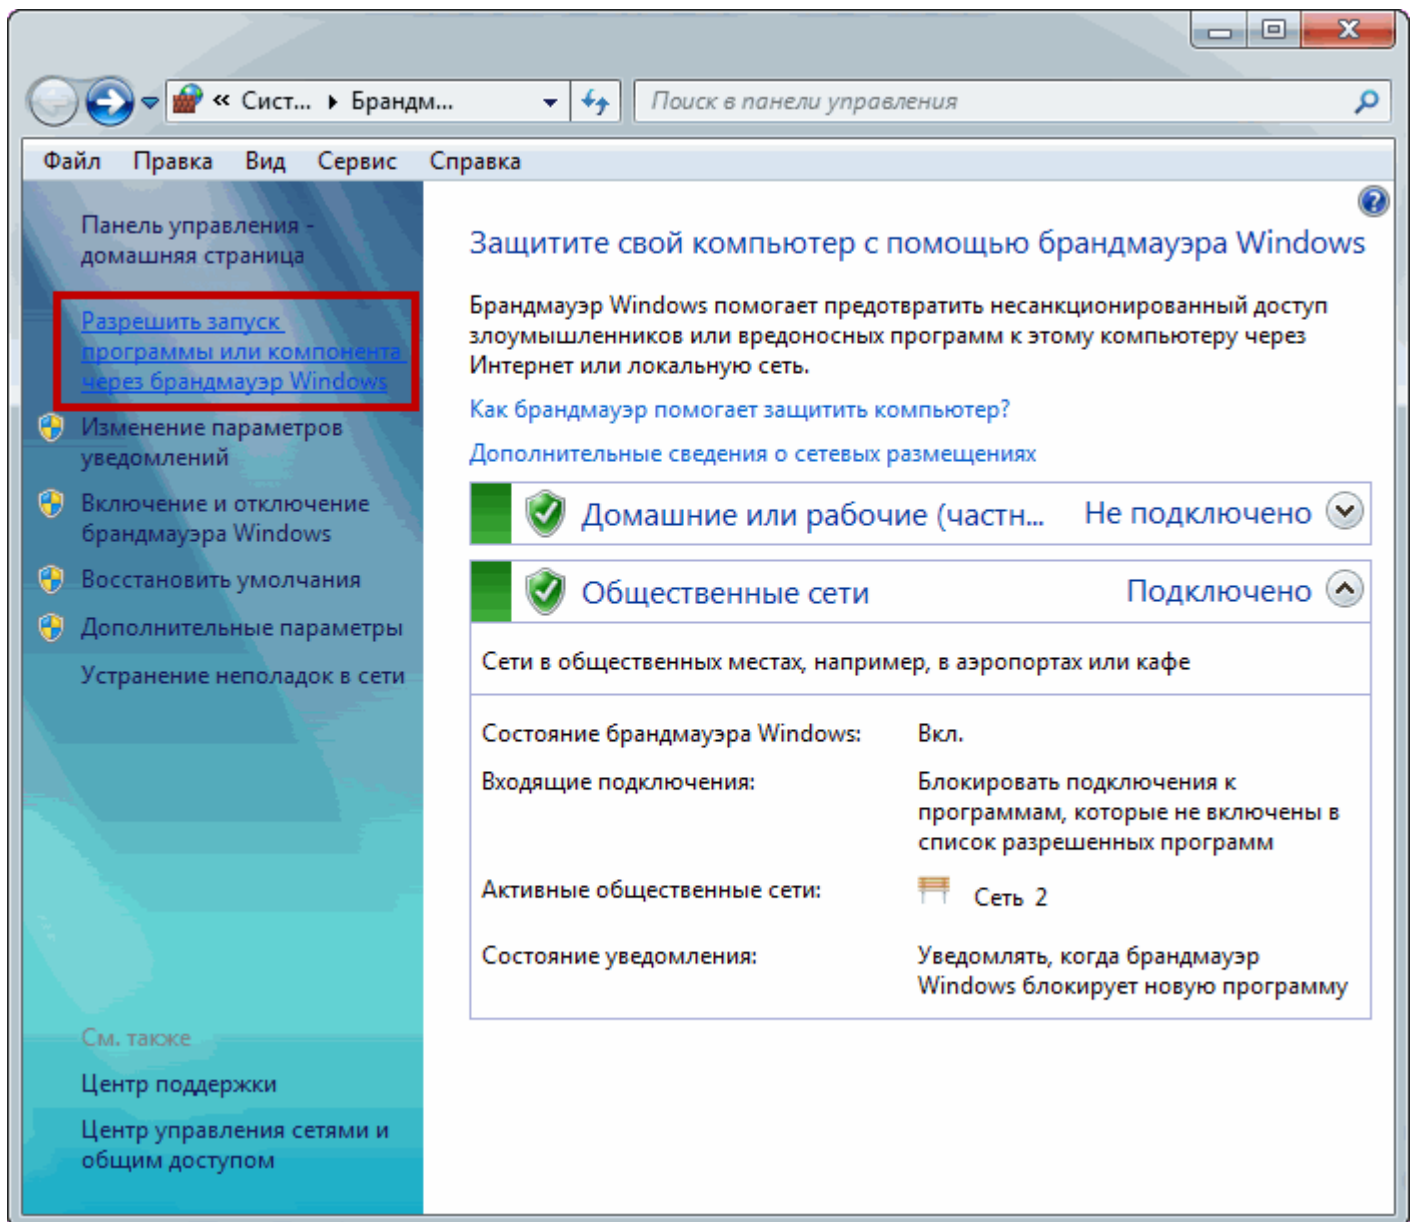 « Сист... Брандм...
Поиск в панели управления
Файл Правка Вид Сервис Справка
Панель управления -
домашняя страница
Разрешить запуск
программы или компонента
через брандмауэр Windows
Изменение параметров
уведомлений
Включение и отключение
брандмауэра Windows
Восстановить умолчания
Дополнительные параметры
Устранение неполадок в сети
См. также
Центр поддержки
Центр управления сетями и
общим доступом
Защитите свой компьютер с помощью брандмауэра Windows
Брандмауэр Windows помогает предотвратить несанкционированный доступ
злоумышленников или вредоносных программ к этому компьютеру через
Интернет или локальную сеть.
Как брандмауэр помогает защитить компьютер?
Дополнительные сведения о сетевых размещениях
Домашние или рабочие (частн... Не подключено
Общественные сети Подключено
Сети в общественных местах, например, в аэропортах или кафе
Состояние брандмауэра Windows: Вкл.
Входящие подключения: Блокировать подключения к
программам, которые не включены в
список разрешенных программ
Активные общественные сети: Сеть 2
Состояние уведомления: Уведомлять, когда брандмауэр
Windows блокирует новую программу